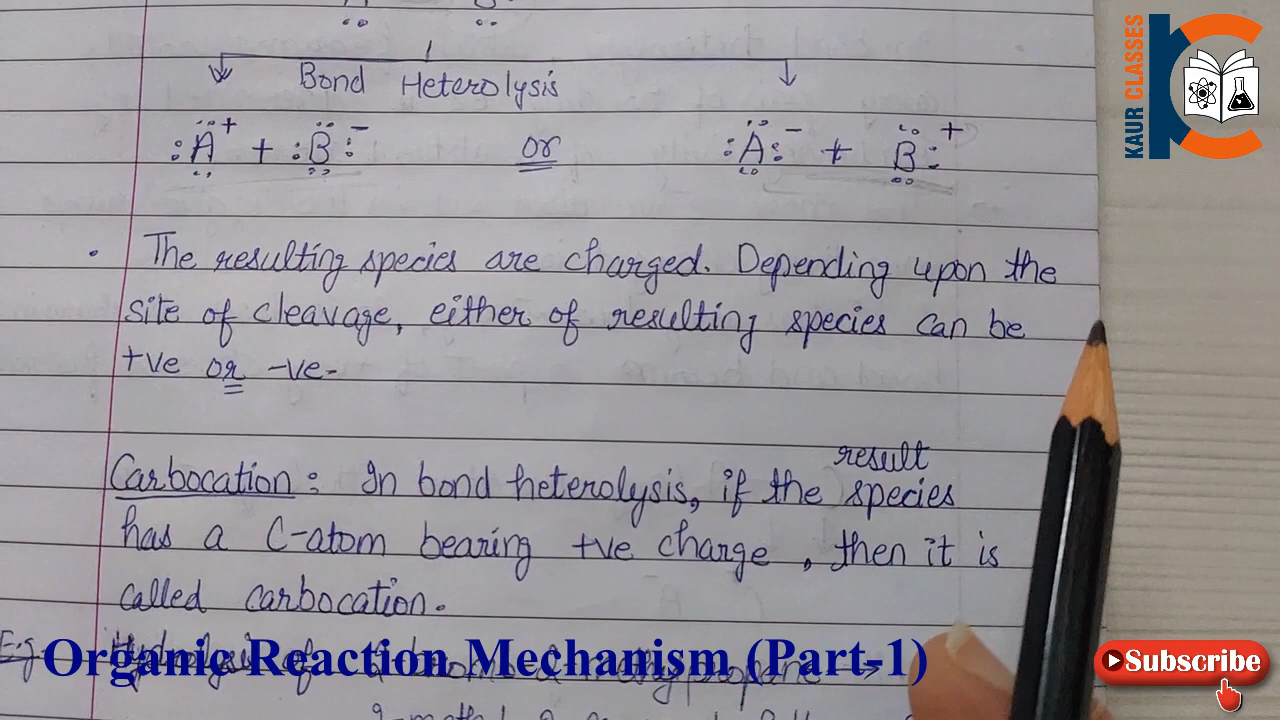 Bond Heterolysis
:A+ + :B:- or :A:- + B:+
• The resulting species are charged. Depending upon the
site of cleavage, either of resulting species can be
+ve or -ve-
result
Carbocation: In bond heterolysis, if the species
has a C-atom bearing +ve charge, then it is
called carbocation.
E.g. Hydrolysis of
Organic Reaction Mechanism (Part-1)
KAUR CLASSES
Subscribe